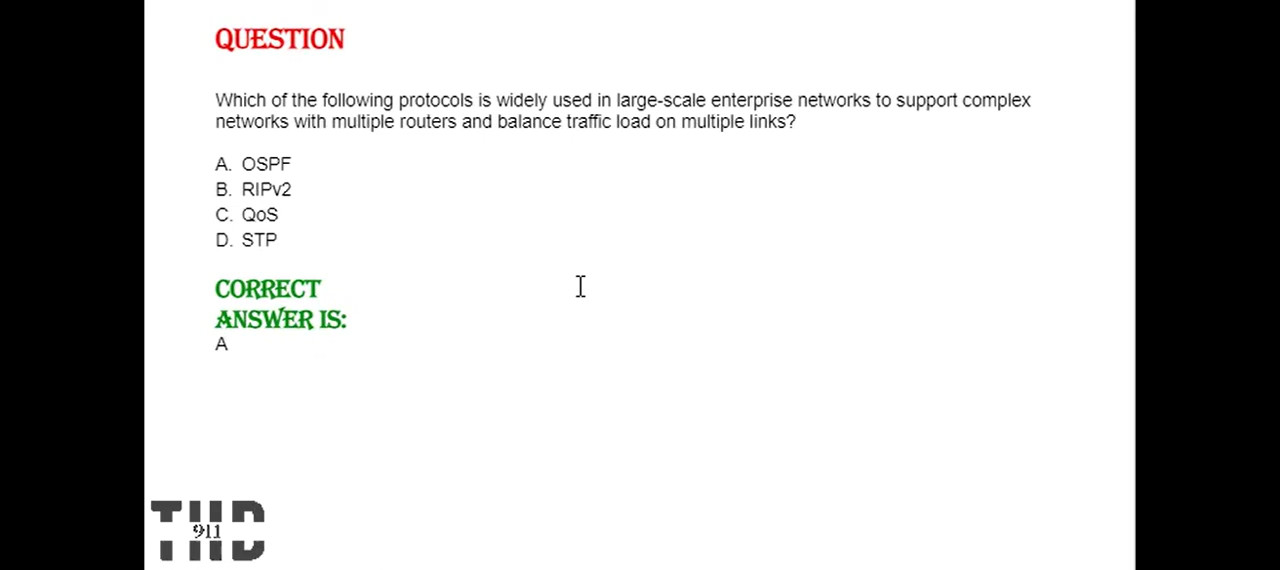 QUESTION
Which of the following protocols is widely used in large-scale enterprise networks to support complex
networks with multiple routers and balance traffic load on multiple links?
A. OSPF
B. RIPv2
C. QoS
D. STP
CORRECT
ANSWER IS:
A
THD
911